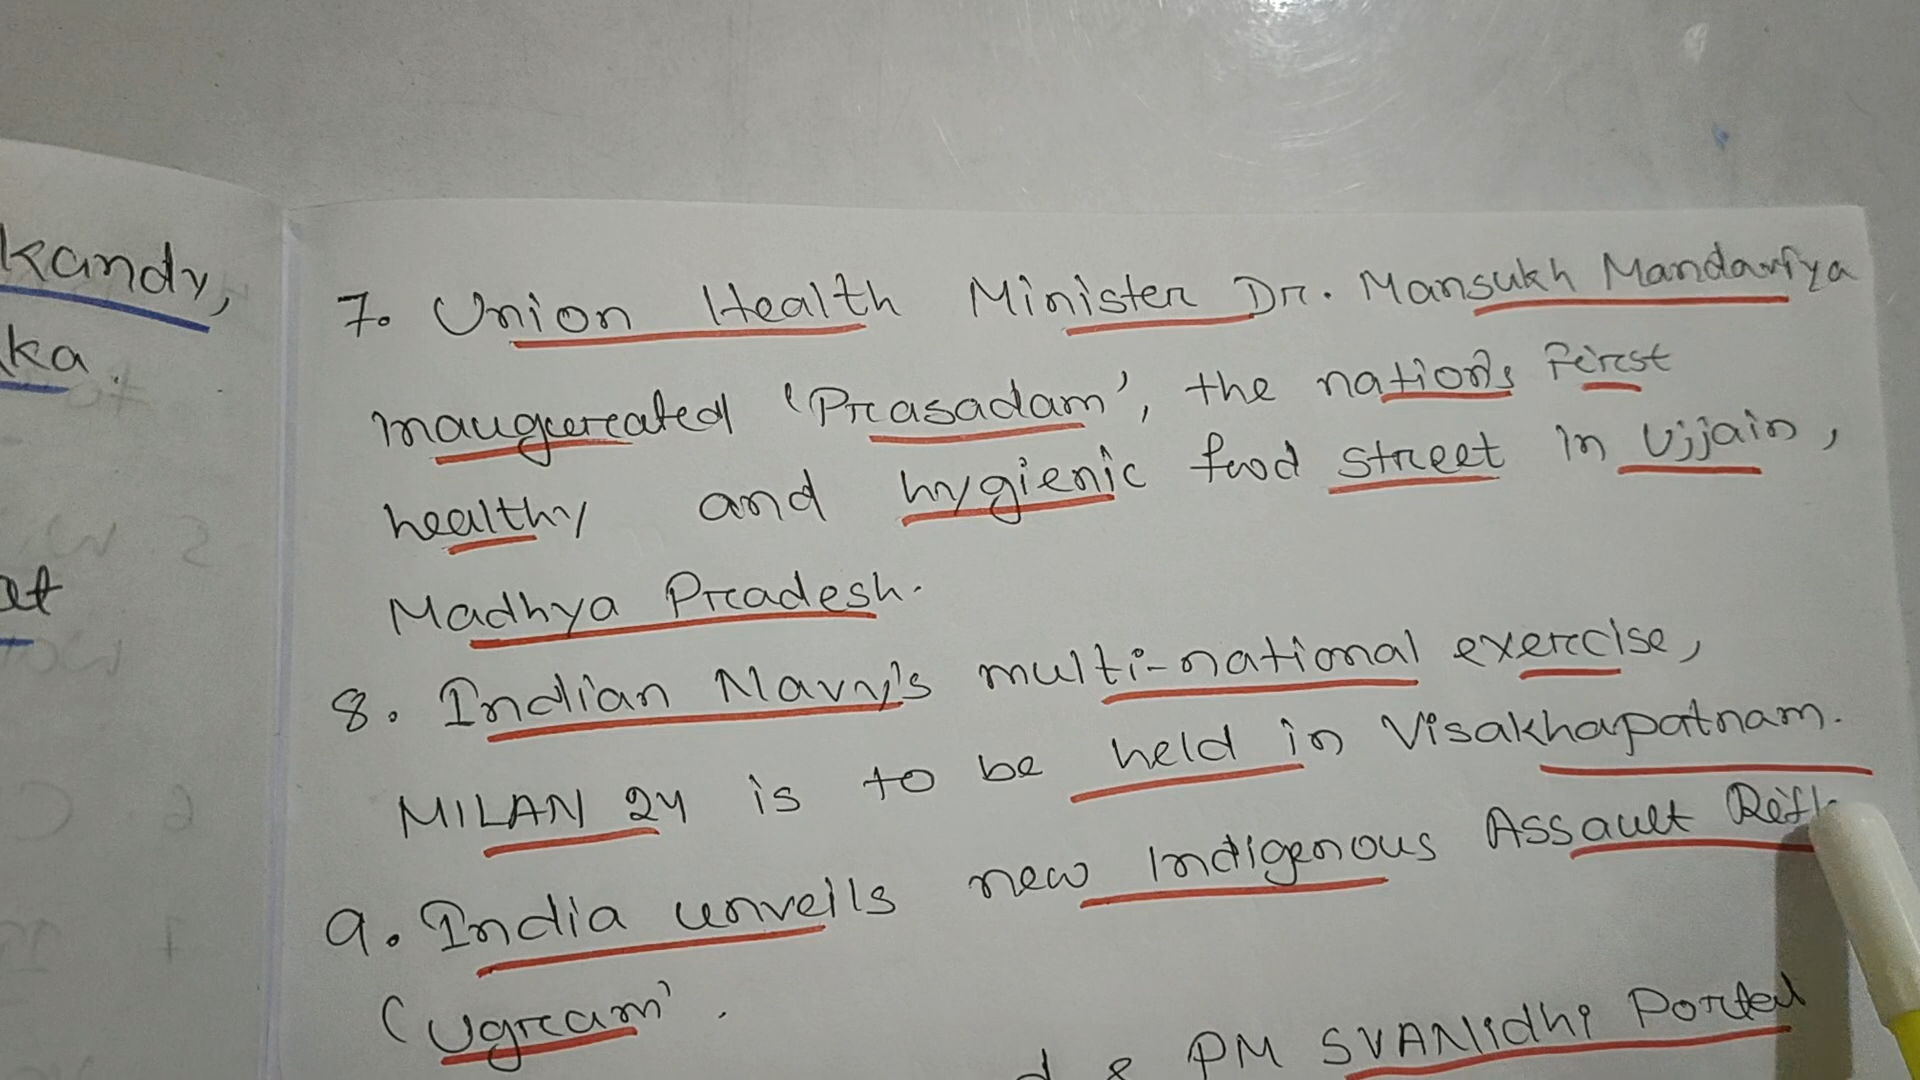 kandy,
ka.
et
7. Union Health Minister Dr. Mansukh Mandaviya
inaugurated 'Prasadam', the nation's first
healthy and hygienic food street in Ujjain,
Madhya Pradesh.
8. Indian Navy's multi-national exercise,
MILAN 24 is to be held in Visakhapatnam.
9. India unveils new Indigenous Assault Rifl
'Ugram'.
d & PM SVANidhi Portal